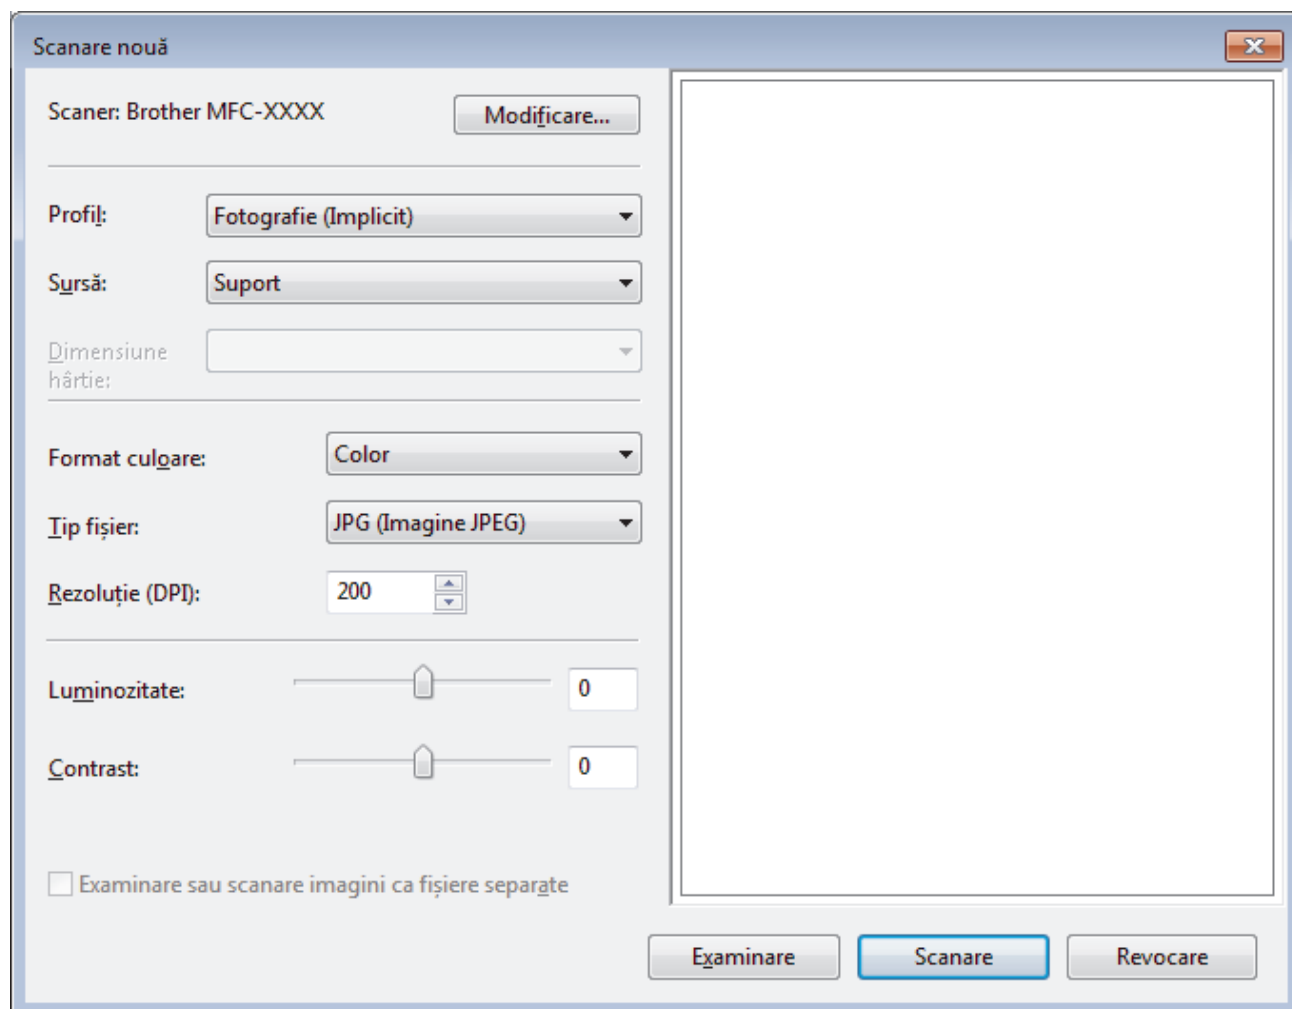 Scanare nouă
Scaner: Brother MFC-XXXX
Modificare...
Profil:
Fotografie (Implicit)
Sursă:
Suport
Dimensiune
hârtie:
Format culoare:
Color
Tip fișier:
JPG (Imagine JPEG)
Rezoluție (DPI):
200
Luminozitate:
0
Contrast:
0
Examinare sau scanare imagini ca fișiere separate
Examinare
Scanare
Revocare